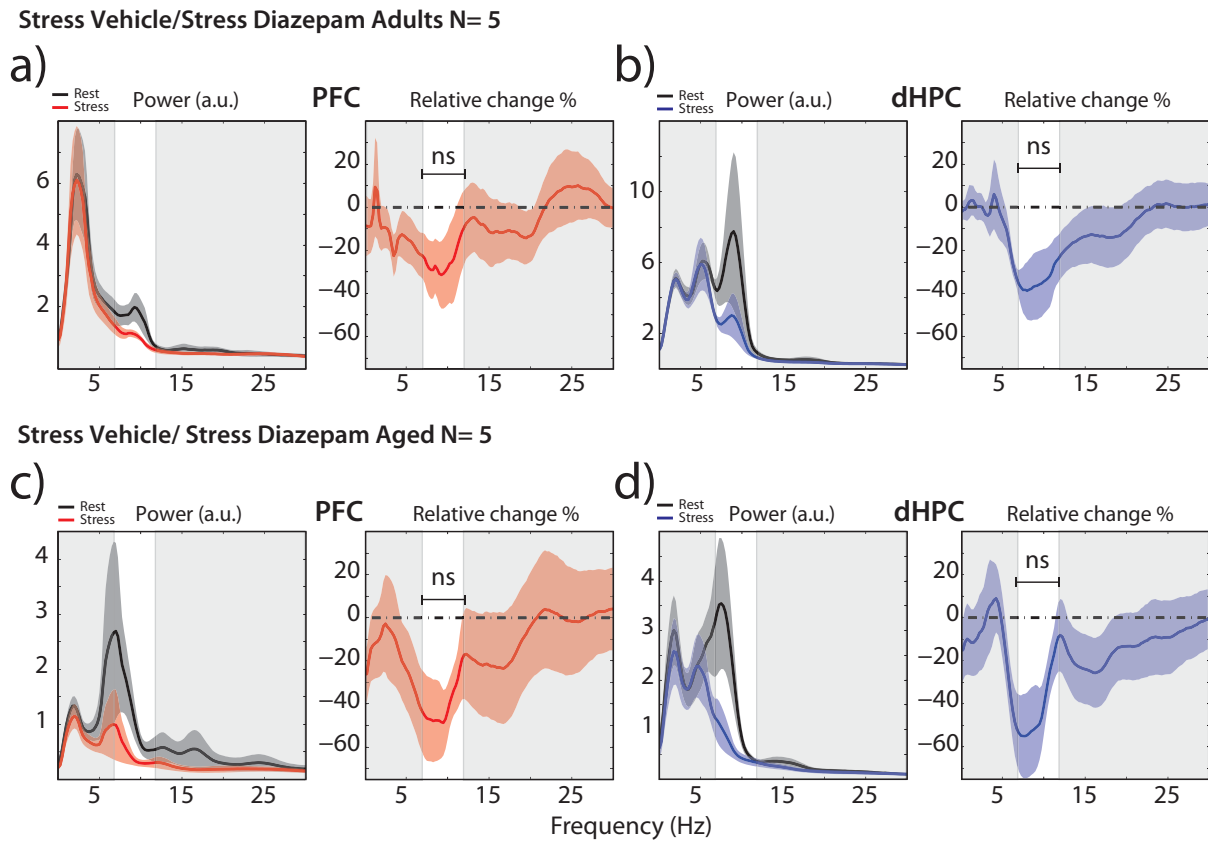 Stress Vehicle/Stress Diazepam Adults N= 5
a)
Rest
Stress
Power (a.u.)
PFC
Relative change %
b)
Rest
Stress
Power (a.u.)
dHPC
Relative change %
6
4
2
5 15 25
20
0
−20
−40
−60
ns
5 15 25
10
6
2
5 15 25
20
0
−20
−40
−60
ns
5 15 25
Stress Vehicle/ Stress Diazepam Aged N= 5
c)
Rest
Stress
Power (a.u.)
PFC
Relative change %
d)
Rest
Stress
Power (a.u.)
dHPC
Relative change %
4
3
2
1
5 15 25
20
0
−20
−40
−60
ns
5 15 25
4
3
2
1
5 15 25
20
0
−20
−40
−60
ns
5 15 25
Frequency (Hz)